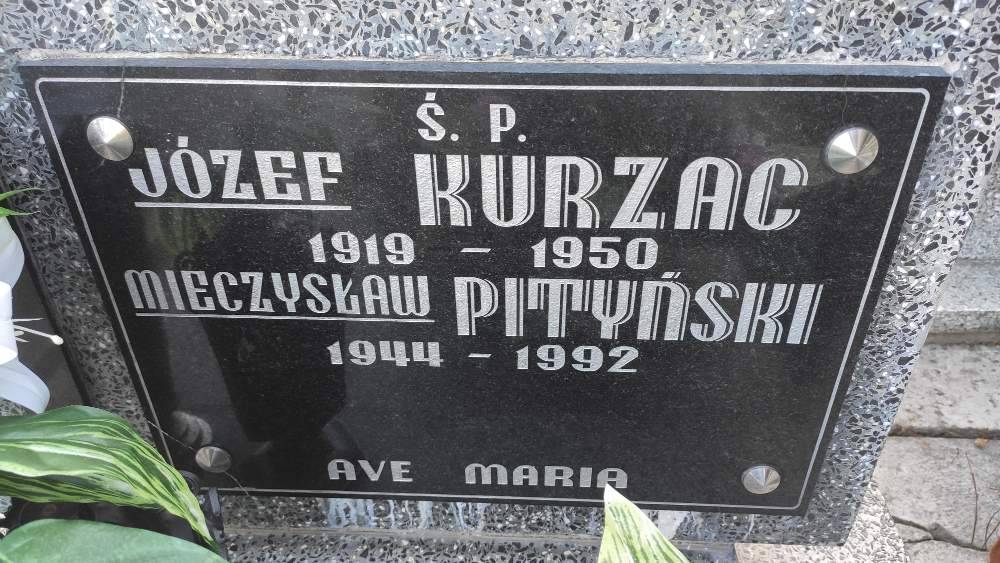 Ś. P.
JÓZEF KURZAC
1919 - 1950
MIECZYSŁAW PITYŃSKI
1944 - 1992
AVE MARIA